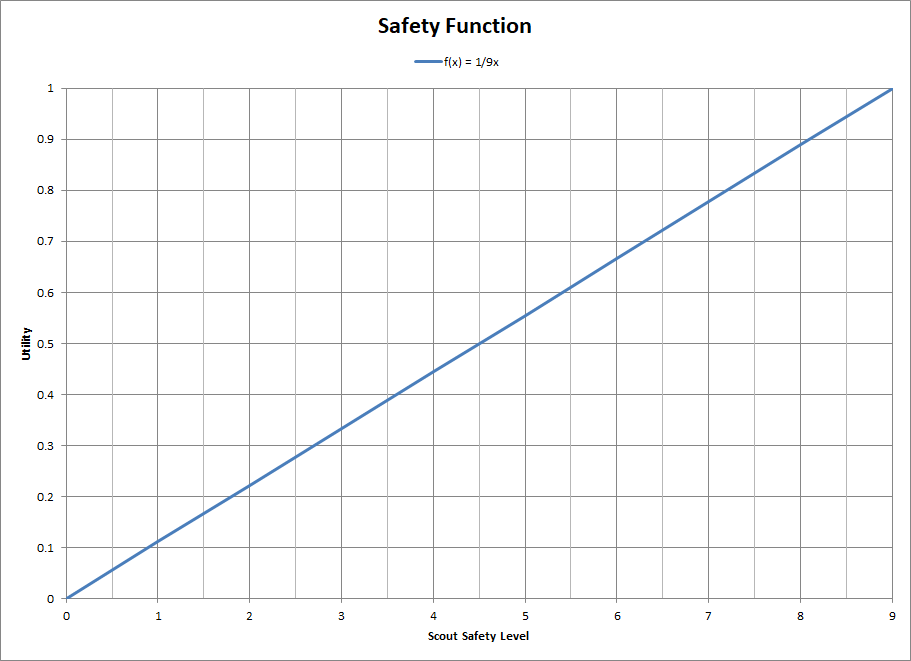 Safety Function
f(x) = 1/9x
1
0.9
0.8
0.7
0.6
0.5
0.4
0.3
0.2
0.1
0
Utility
0 1 2 3 4 5 6 7 8 9
Scout Safety Level